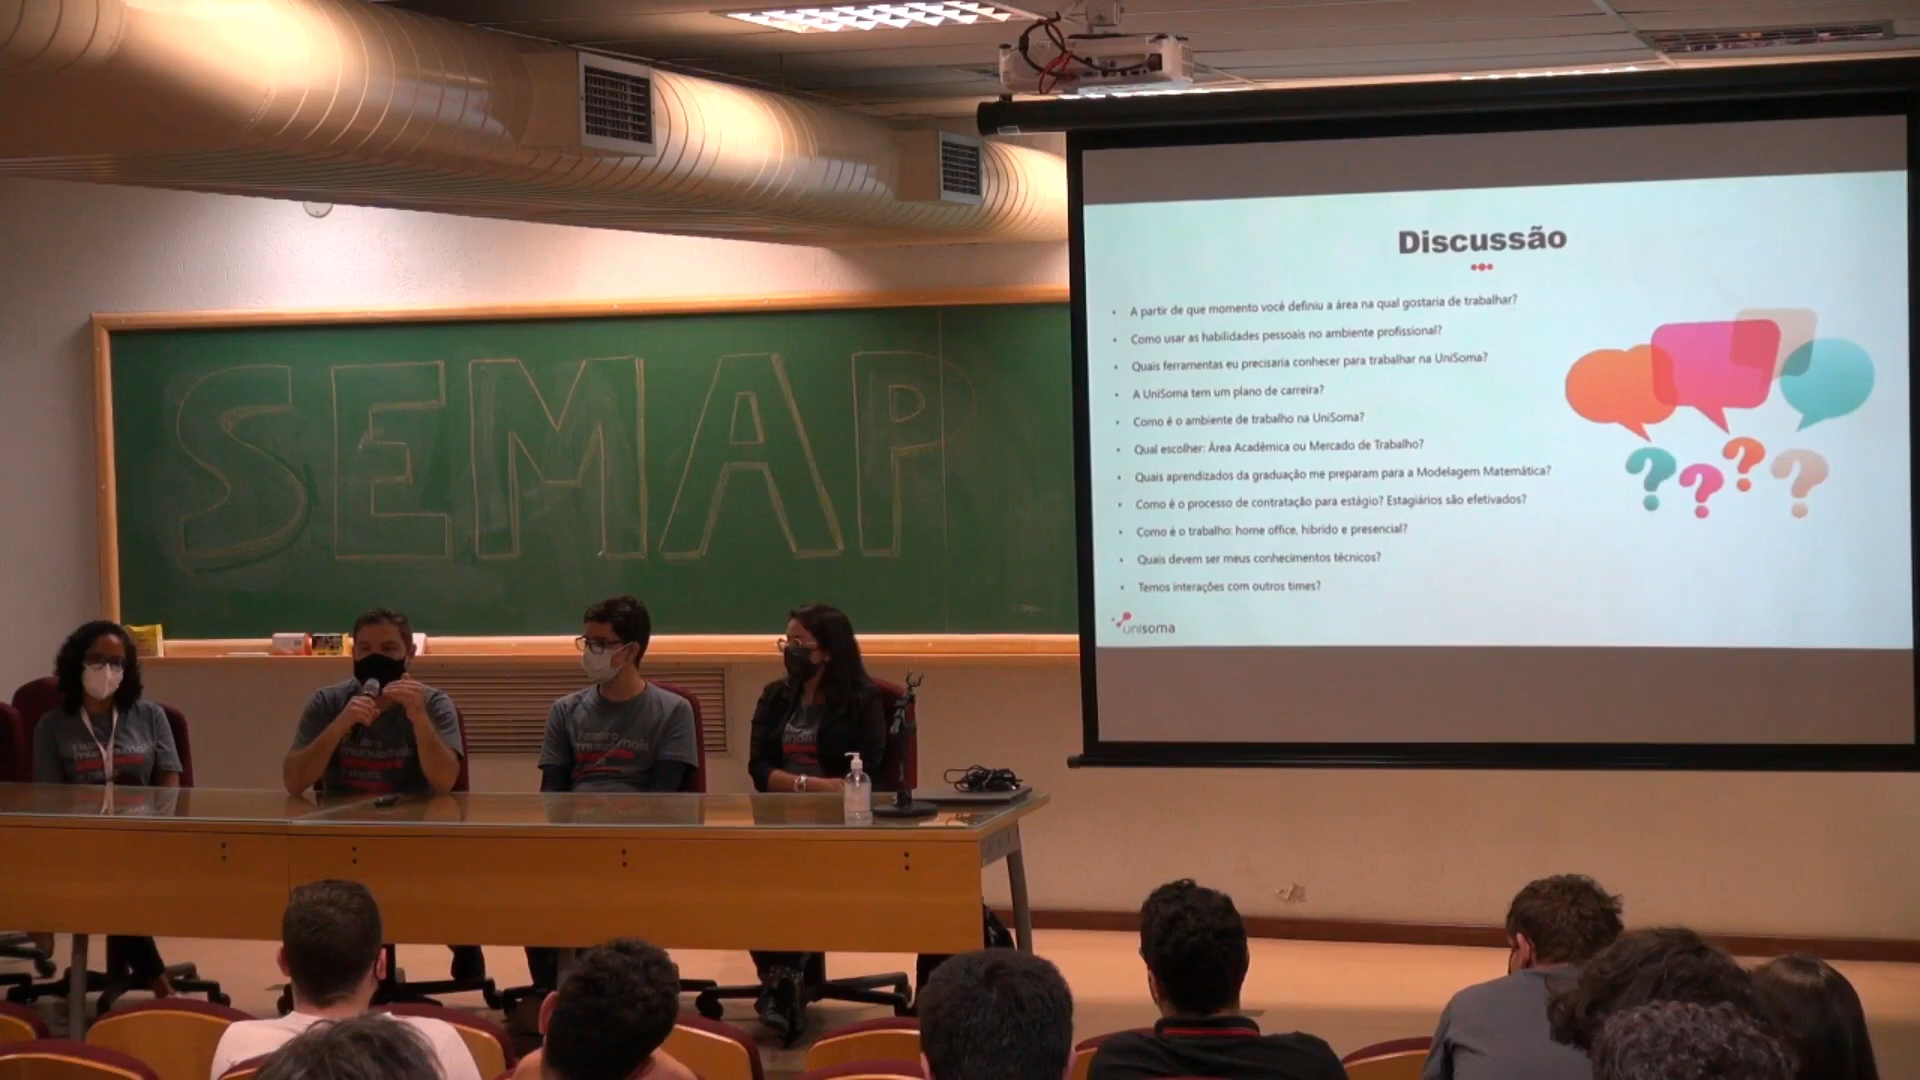 SEMAP
Discussão
• A partir de que momento você definiu a área na qual gostaria de trabalhar?
• Como usar as habilidades pessoais no ambiente profissional?
• Quais ferramentas eu precisaria conhecer para trabalhar na UniSoma?
• A UniSoma tem um plano de carreira?
• Como é o ambiente de trabalho na UniSoma?
• Qual escolher: Área Acadêmica ou Mercado de Trabalho?
• Quais aprendizados da graduação me preparam para a Modelagem Matemática?
• Como é o processo de contratação para estágio? Estagiários são efetivados?
• Como é o trabalho: home office, híbrido e presencial?
• Quais devem ser meus conhecimentos técnicos?
• Temos interações com outros times?
unisoma